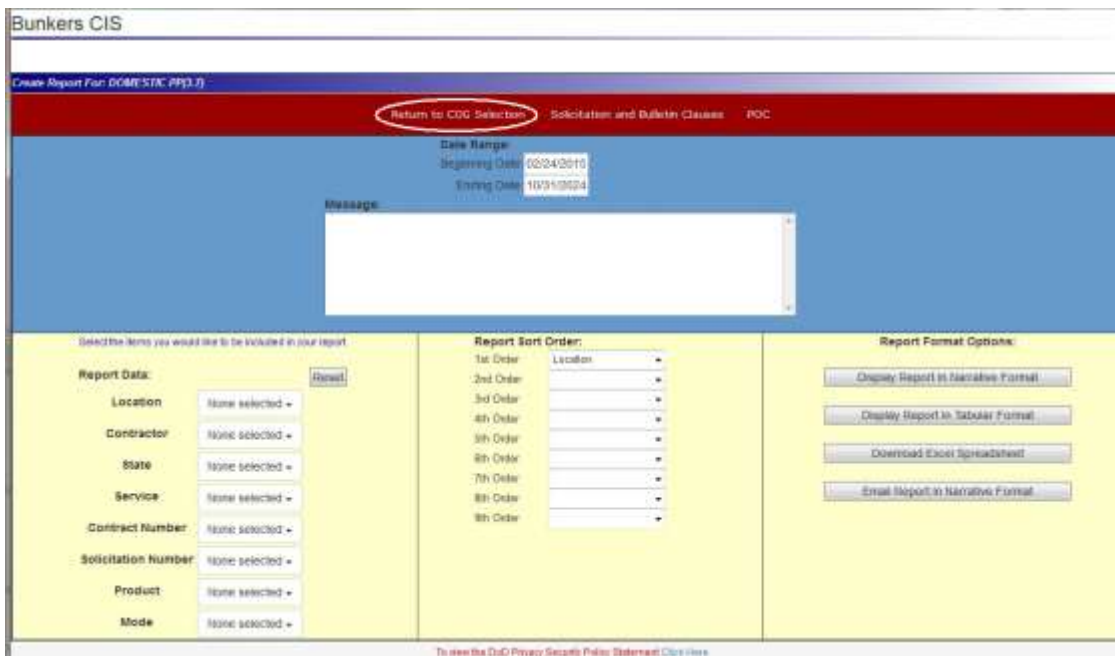 Bunkers CIS
Create Report For: DOMESTIC PP(3.7)
Return to COG Selection Solicitation and Bulletin Clauses POC
Date Range:
Beginning Date 02/24/2015
Ending Date 10/31/2024
Message:
Select the items you would like to be included in your report
Report Data: Reset
Location None selected
Contractor None selected
State None selected
Service None selected
Contract Number None selected
Solicitation Number None selected
Product None selected
Mode None selected
Report Sort Order:
1st Order Location
2nd Order
3rd Order
4th Order
5th Order
6th Order
7th Order
8th Order
9th Order
Report Format Options:
Display Report in Narrative Format
Display Report in Tabular Format
Download Excel Spreadsheet
Email Report in Narrative Format
To view the DoD Privacy Security Policy Statement Click Here